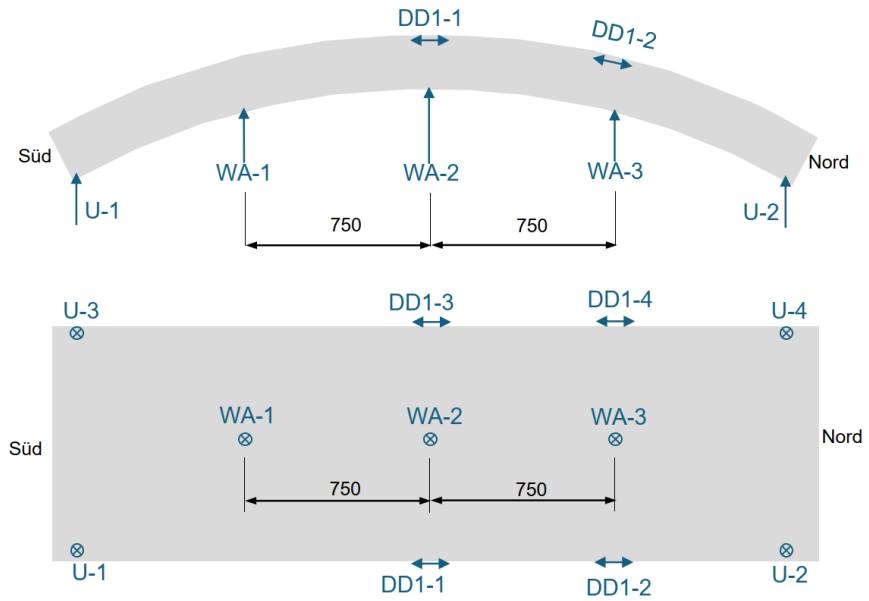 DD1-1
DD1-2
Süd
WA-1
WA-2
WA-3
Nord
U-1
U-2
750
750
U-3
DD1-3
DD1-4
U-4
WA-1
WA-2
WA-3
Süd
Nord
750
750
U-1
DD1-1
DD1-2
U-2